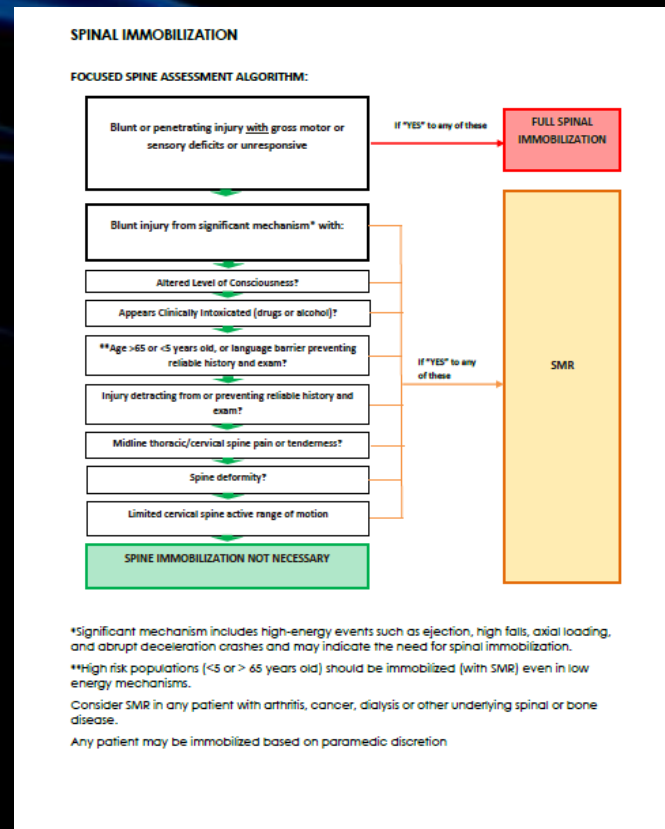 SPINAL IMMOBILIZATION
FOCUSED SPINE ASSESSMENT ALGORITHM:
Blunt or penetrating injury with gross motor or
sensory deficits or unresponsive
If "YES" to any of these
FULL SPINAL
IMMOBILIZATION
Blunt injury from significant mechanism* with:
Altered Level of Consciousness?
Appears Clinically Intoxicated (drugs or alcohol)?
**Age >65 or <5 years old, or language barrier preventing
reliable history and exam?
Injury detracting from or preventing reliable history and
exam?
Midline thoracic/cervical spine pain or tenderness?
Spine deformity?
Limited cervical spine active range of motion
If "YES" to any
of these
SMR
SPINE IMMOBILIZATION NOT NECESSARY
*Significant mechanism includes high-energy events such as ejection, high falls, axial loading,
and abrupt deceleration crashes and may indicate the need for spinal immobilization.
**High risk populations (<5 or > 65 years old) should be immobilized (with SMR) even in low
energy mechanisms.
Consider SMR in any patient with arthritis, cancer, dialysis or other underlying spinal or bone
disease.
Any patient may be immobilized based on paramedic discretion